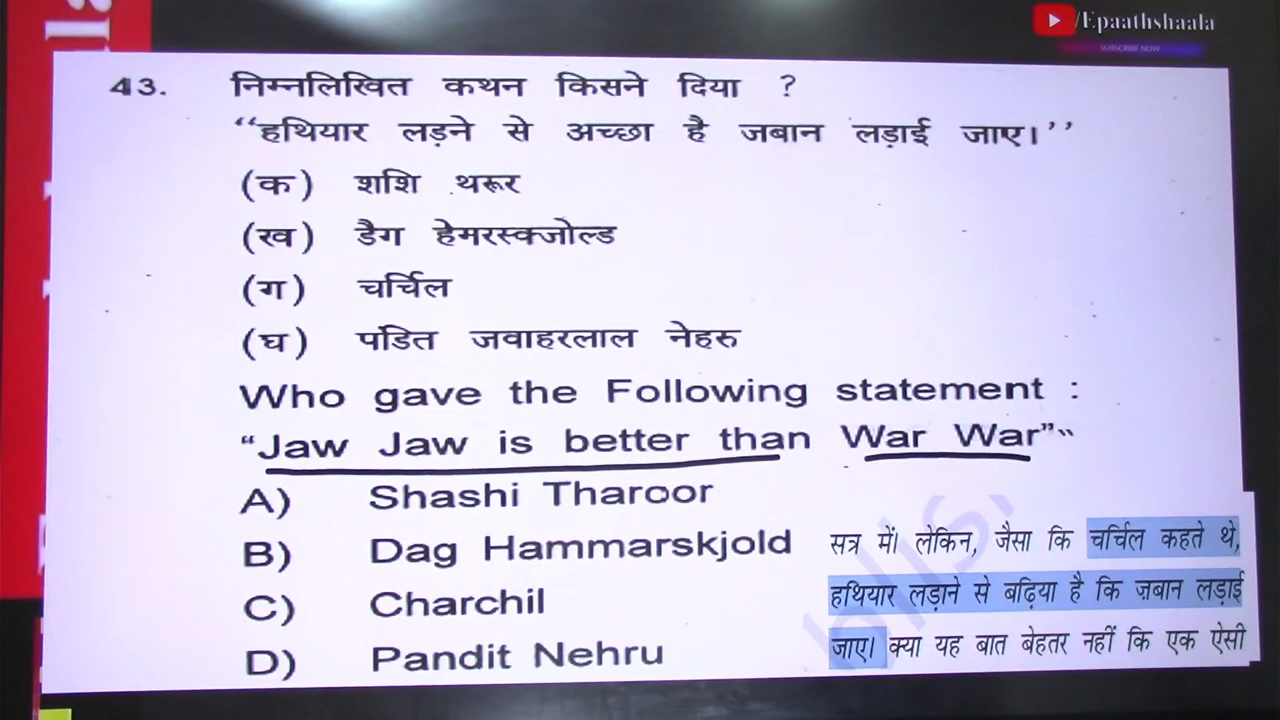 /Epaathshaala
SUBSCRIBE NOW
43. निम्नलिखित कथन किसने दिया ?
‘‘हथियार लड़ने से अच्छा है जबान लड़ाई जाए।’’
(क) शशि थरूर
(ख) डैग हेमरस्क्जोल्ड
(ग) चर्चिल
(घ) पंडित जवाहरलाल नेहरु
Who gave the Following statement :
“Jaw Jaw is better than War War”“
A) Shashi Tharoor
B) Dag Hammarskjold
C) Charchil
D) Pandit Nehru
सत्र में। लेकिन, जैसा कि चर्चिल कहते थे,
हथियार लड़ाने से बढ़िया है कि ज़बान लड़ाई
जाए। क्या यह बात बेहतर नहीं कि एक ऐसी